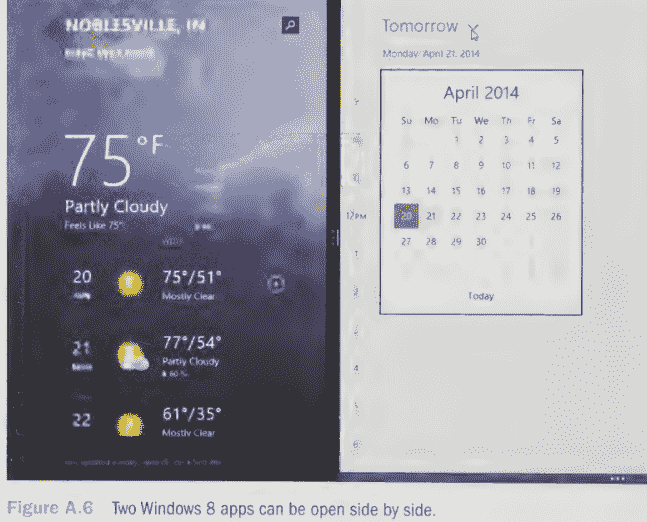 NOBLESVILLE, IN
75°F
Partly Cloudy
Feels Like 75°
20
75°/51°
Mostly Clear
21
77°/54°
Partly Cloudy
22
61°/35°
Mostly Clear
Tomorrow
Monday April 21, 2014
April 2014
Su Mo Tu We Th Fr Sa
1 2 3 4 5
6 7 8 9 10 11 12
13 14 15 16 17 18 19
20 21 22 23 24 25 26
27 28 29 30
Today
12PM
Figure A.6 Two Windows 8 apps can be open side by side.